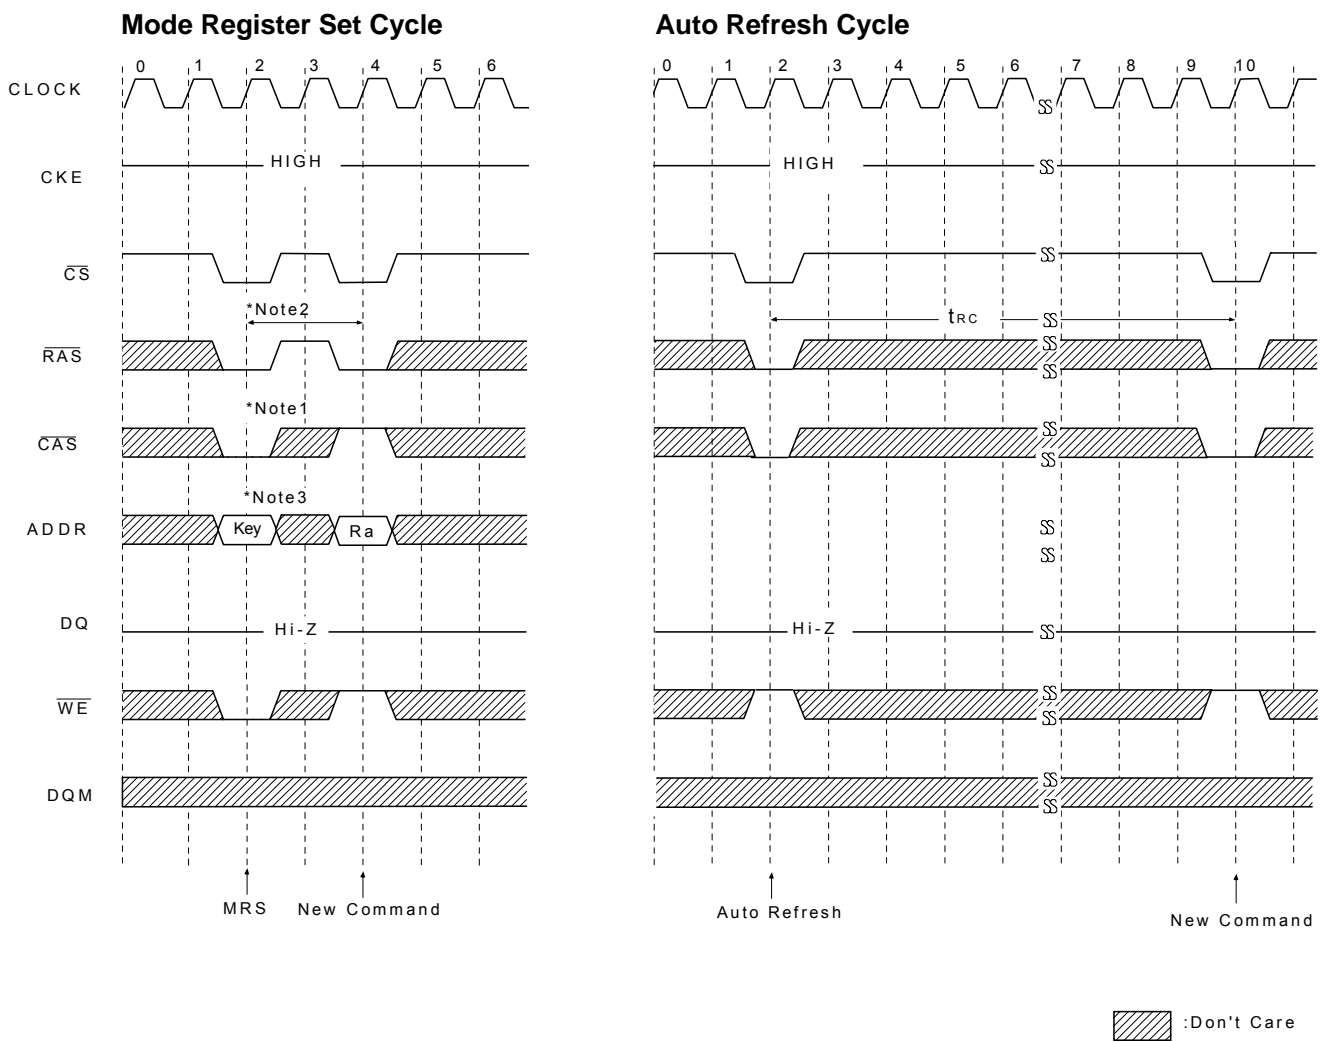 Mode Register Set Cycle
Auto Refresh Cycle
0 1 2 3 4 5 6
0 1 2 3 4 5 6 7 8 9 10
CLOCK
HIGH
HIGH
CKE
CS
*Note2
tRC
RAS
*Note1
CAS
*Note3
ADDR
Key
Ra
DQ
Hi-Z
Hi-Z
WE
DQM
MRS
New Command
Auto Refresh
New Command
:Don't Care